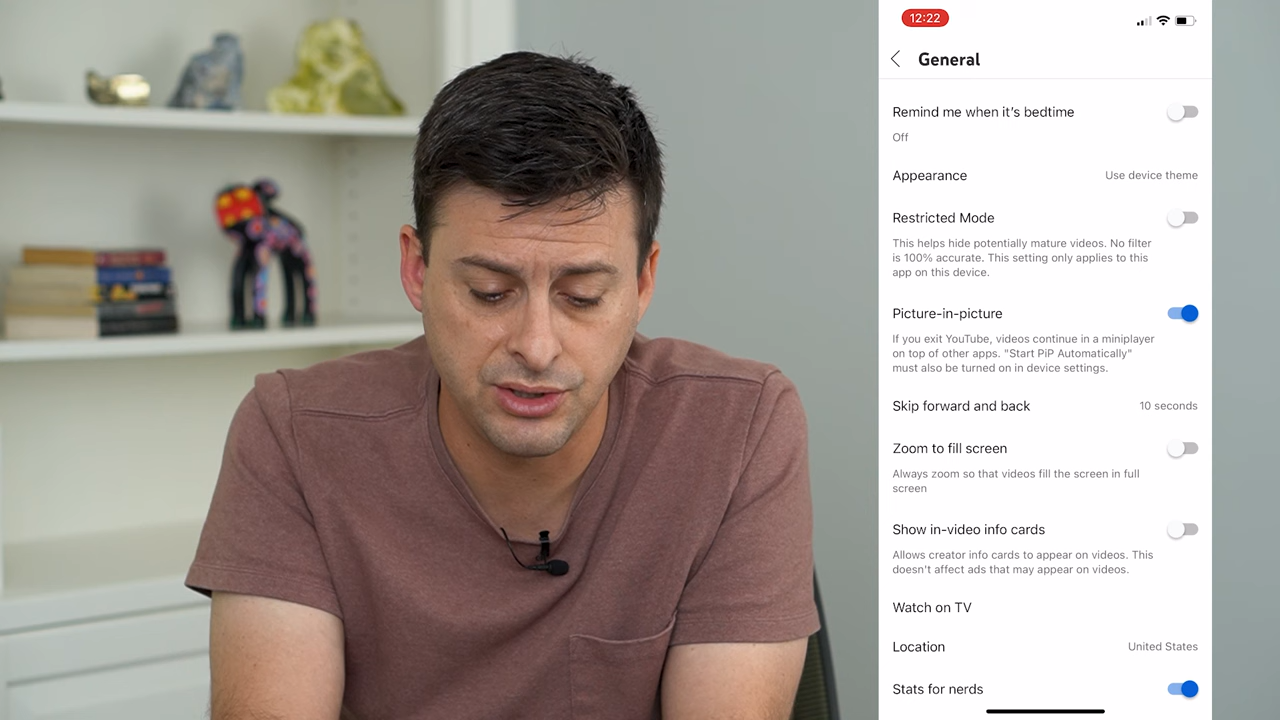 12:22
General
Remind me when it's bedtime
Off
Appearance Use device theme
Restricted Mode
This helps hide potentially mature videos. No filter
is 100% accurate. This setting only applies to this
app on this device.
Picture-in-picture
If you exit YouTube, videos continue in a miniplayer
on top of other apps. "Start PiP Automatically"
must also be turned on in device settings.
Skip forward and back 10 seconds
Zoom to fill screen
Always zoom so that videos fill the screen in full
screen
Show in-video info cards
Allows creator info cards to appear on videos. This
doesn't affect ads that may appear on videos.
Watch on TV
Location United States
Stats for nerds